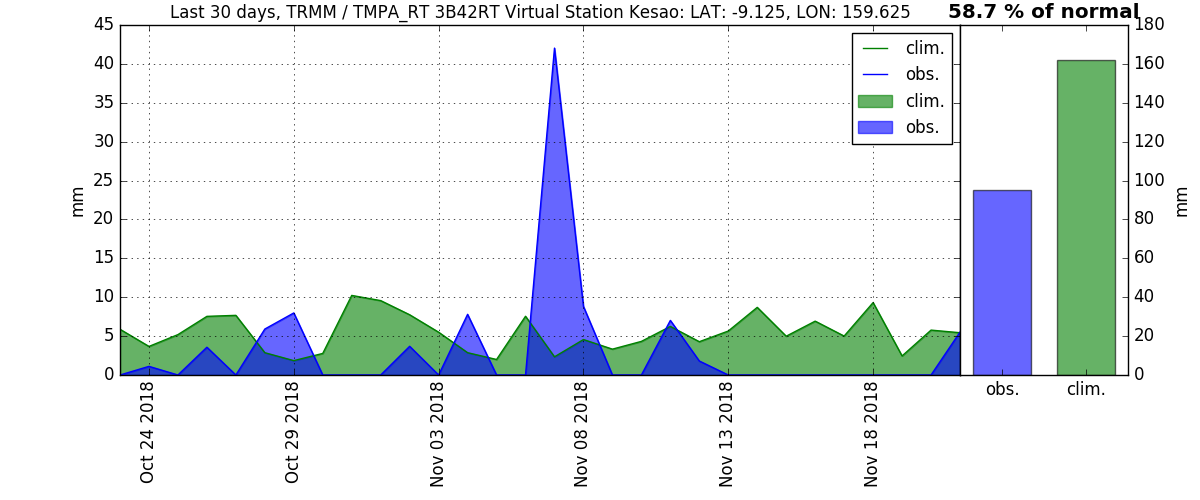 Last 30 days, TRMM / TMPA_RT 3B42RT Virtual Station Kesao: LAT: -9.125, LON: 159.625
58.7 % of normal
45
40
35
30
25
20
15
10
5
0
mm
clim.
obs.
clim.
obs.
180
160
140
120
100
80
60
40
20
0
mm
Oct 24 2018
Oct 29 2018
Nov 03 2018
Nov 08 2018
Nov 13 2018
Nov 18 2018
obs.
clim.